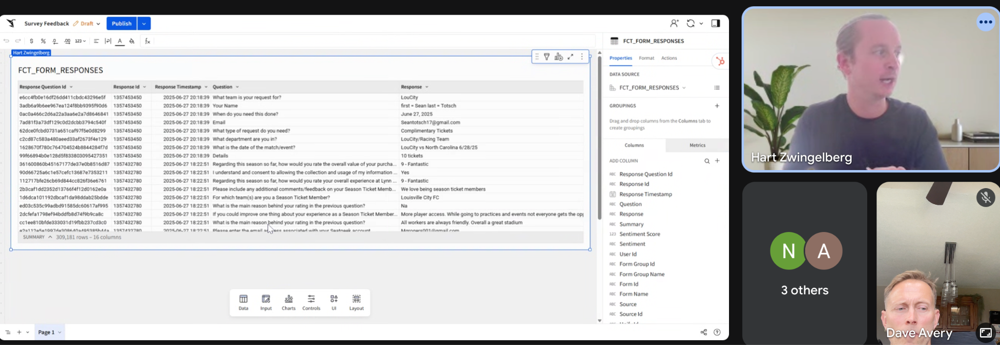 Survey Feedback Draft Publish
$ % .0 .00 123 A fx
Hart Zwingelberg
FCT_FORM_RESPONSES
Response Question Id Response Id Response Timestamp Question Response
e6cc4fb0e16df26dd411cbdc43296e5f 1357453450 2025-06-27 20:18:39 What team is your request for? LouCity
3adb6a9b6ee967ea124f8bb9395f90d6 1357453450 2025-06-27 20:18:39 Your Name first = Sean last = Totsch
0ac0a466c2d6a22a3aa6e2a7d8646841 1357453450 2025-06-27 20:18:39 When do you need this done? June 27, 2025
7ad81f3a73df129c0d2dcbb3794c540f 1357453450 2025-06-27 20:18:39 Email Seantotsch17@gmail.com
62dce0fcbd0731a651caf97f5e0d8299 1357453450 2025-06-27 20:18:39 What type of request do you need? Complimentary Tickets
c2cd87c583a480aeed33af2673f4e129 1357453450 2025-06-27 20:18:39 What department are you in? LouCity/Racing Team
1628670f780c764704524b8844284f7d 1357453450 2025-06-27 20:18:39 What is the date of the match/event? LouCity vs North Carolina 6/28/25
99f66894b0e128d5f833803095427351 1357453450 2025-06-27 20:18:39 Details 10 tickets
361600860b45167177de37e0b8516d87 1357432780 2025-06-27 18:22:51 Regarding this season so far, how would you rate the overall value of your purcha... 9 - Fantastic
90d66725a6c1e57cefc13687e7353211 1357432780 2025-06-27 18:22:51 I understand and consent to allowing the collection and usage of my information ... Yes
112717bfe26cb69d844cc826f36e6761 1357432780 2025-06-27 18:22:51 Regarding this season so far, how would you rate your overall experience at Lynn ... 9 - Fantastic
2b3caf1dd2352d13766f4f12d0162e0a 1357432780 2025-06-27 18:22:51 Please include any additional comments/feedback on your Season Ticket Memb... We love being season ticket members
1d6dca101192dbcaf1da98ddab25bdde 1357432780 2025-06-27 18:22:51 For which team(s) are you a Season Ticket Member? Louisville City FC
ed03c535c99adbd91585dc60617af995 1357432780 2025-06-27 18:22:51 What is the main reason behind your rating in the previous question? Na
2dcfefa1798ef94bddfb8d74f9b9ca8c 1357432780 2025-06-27 18:22:51 If you could improve one thing about your experience as a Season Ticket Member... More player access. While going to practices and events not everyone gets the opp
cc1ee810bfde333031d19fbb237cd3c0 1357432780 2025-06-27 18:22:51 What is the main reason behind your rating in the previous question? All workers are always friendly. Overall a great stadium
1357432780 2025-06-27 18:22:51 Please enter the email associated with your Seatgeek account
SUMMARY 309,181 rows – 16 columns
Data Input Charts Controls UI Layout
Page 1
FCT_FORM_RESPONSES
Properties Format Actions
DATA SOURCE
FCT_FORM_RESPONSES
GROUPINGS
Drag and drop columns from the Columns tab to
create groupings
Columns Metrics
ADD COLUMN
ABC Response Question Id
ABC Response Id
Response Timestamp
ABC Question
ABC Response
ABC Summary
123 Sentiment Score
ABC Sentiment
ABC User Id
ABC Form Group Id
ABC Form Group Name
ABC Form Id
ABC Form Name
ABC Source
ABC Source Id
Hart Zwingelberg
N A
3 others
Dave Avery